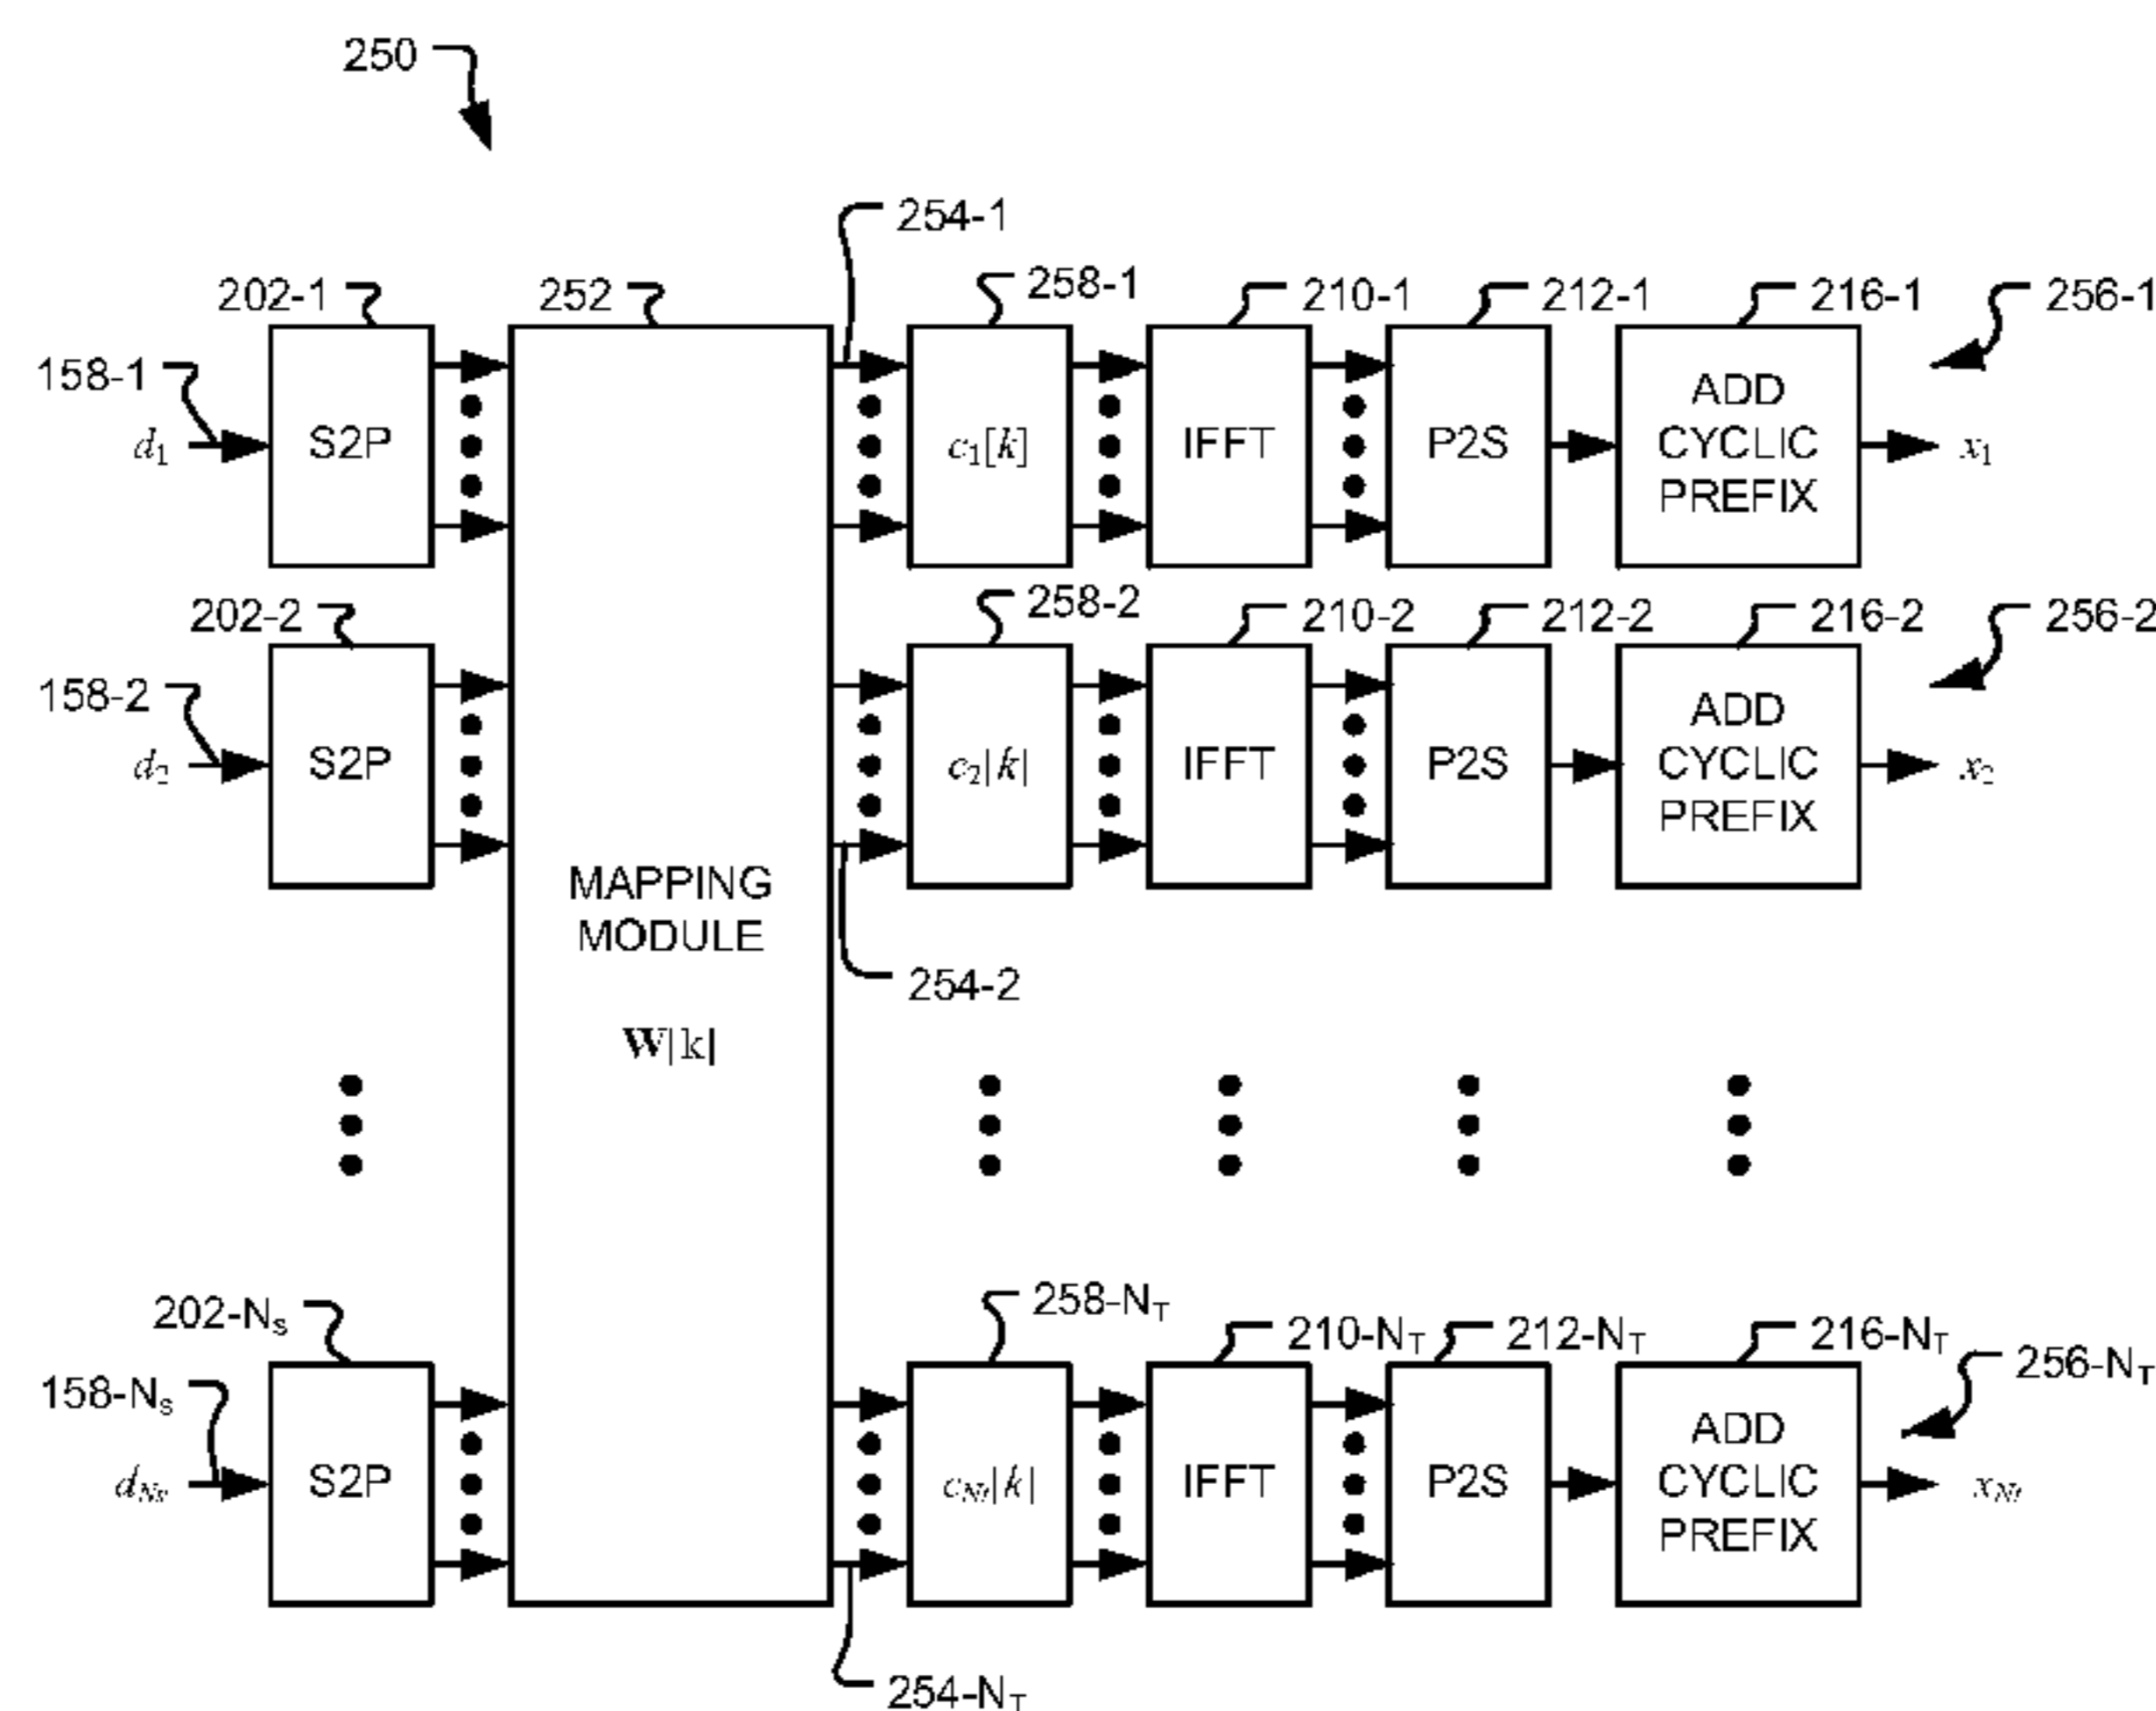 250
254-1
202-1 252 258-1 210-1 212-1 216-1 256-1
158-1
d1 S2P c1[k] IFFT P2S ADD CYCLIC PREFIX x1
202-2 258-2 210-2 212-2 216-2 256-2
158-2
d2 S2P c2|k| IFFT P2S ADD CYCLIC PREFIX x2
MAPPING
MODULE
254-2
W|k|
202-Ns 258-NT 210-NT 212-NT 216-NT 256-NT
158-Ns
dNs S2P cNt|k| IFFT P2S ADD CYCLIC PREFIX xNt
254-NT